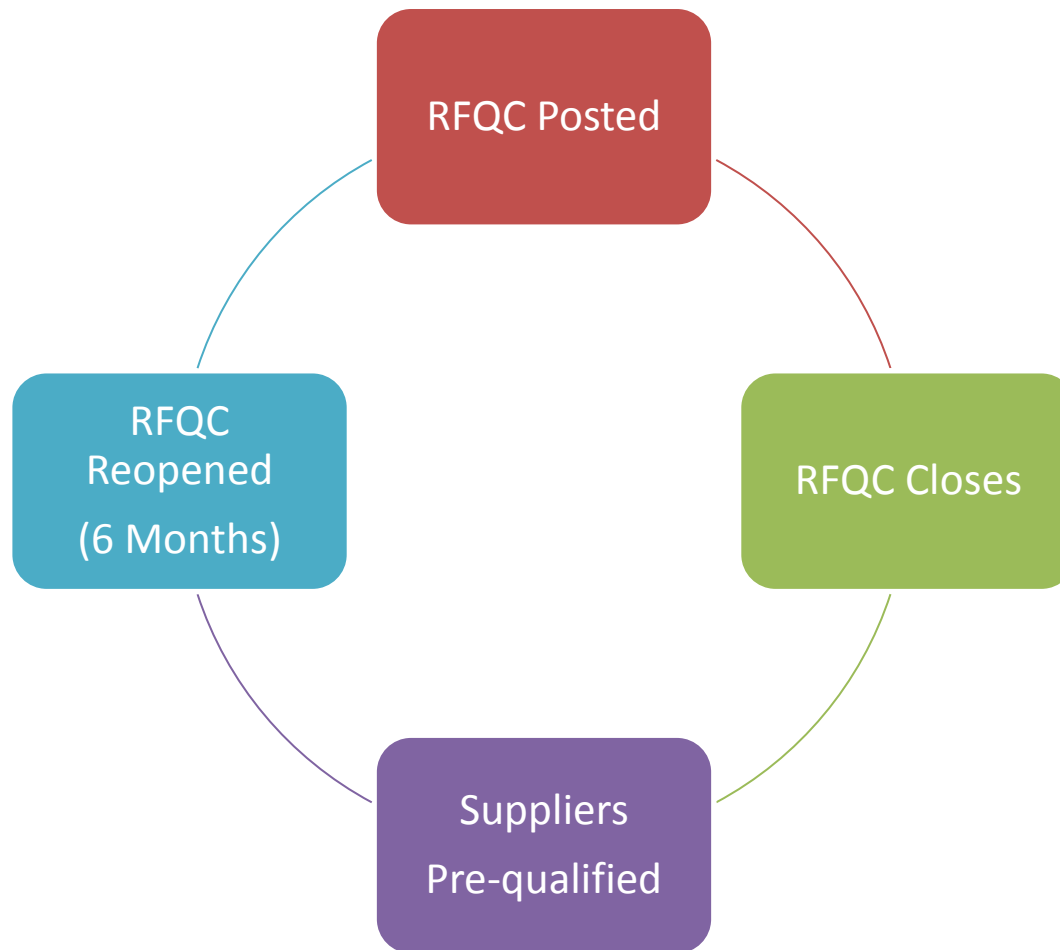 RFQC Posted
RFQC Closes
Suppliers
Pre-qualified
RFQC
Reopened
(6 Months)